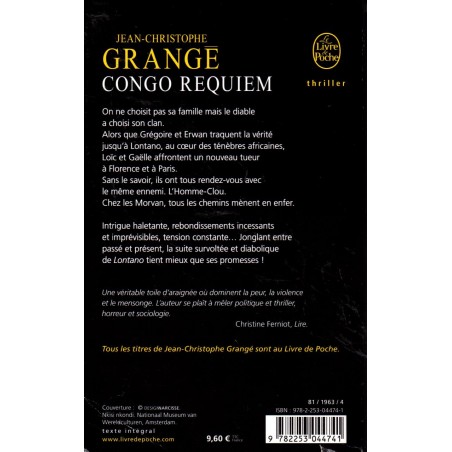 JEAN-CHRISTOPHE
GRANGĒ
CONGO REQUIEM
Le
Livre
de
Poche
thriller
On ne choisit pas sa famille mais le diable
a choisi son clan.
Alors que Grégoire et Erwan traquent la vérité
jusqu'à Lontano, au cœur des ténèbres africaines,
Loïc et Gaëlle affrontent un nouveau tueur
à Florence et à Paris.
Sans le savoir, ils ont tous rendez-vous avec
le même ennemi. L'Homme-Clou.
Chez les Morvan, tous les chemins mènent en enfer.
Intrigue haletante, rebondissements incessants
et imprévisibles, tension constante… Jonglant entre
passé et présent, la suite survoltée et diabolique
de Lontano tient mieux que ses promesses !
Une véritable toile d'araignée où dominent la peur, la violence
et le mensonge. L'auteur se plaît à mêler politique et thriller,
horreur et sociologie.
Christine Ferniot, Lire.
Tous les titres de Jean-Christophe Grangé sont au Livre de Poche.
Couverture : © DESIGNWARCISSE.
Nkisi nkondi. Nationaal Museum van
Wereldculturen, Amsterdam.
texte intégral
www.livredepoche.com
9,60 €
81 / 1963 / 4
ISBN : 978-2-253-04474-1
9 782253 044741